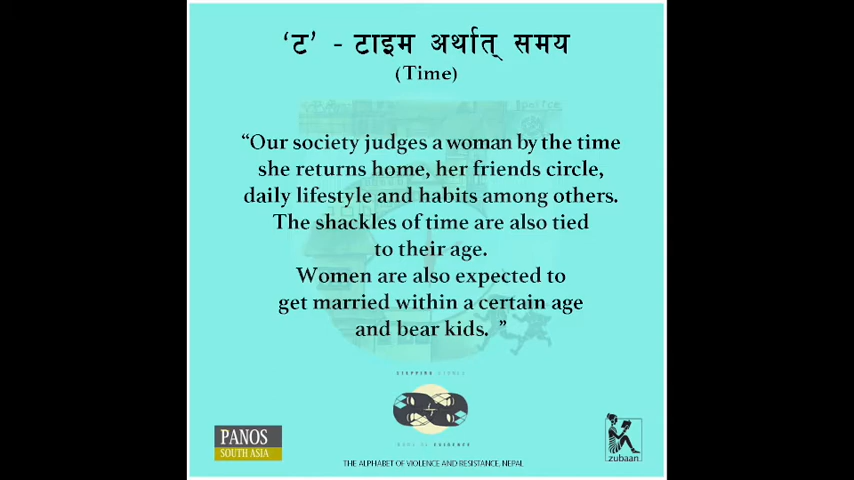 ‘ट’ - टाइम अर्थात् समय
(Time)
“Our society judges a woman by the time
she returns home, her friends circle,
daily lifestyle and habits among others.
The shackles of time are also tied
to their age.
Women are also expected to
get married within a certain age
and bear kids. ”
PANOS
SOUTH ASIA
zubaan
THE ALPHABET OF VIOLENCE AND RESISTANCE, NEPAL